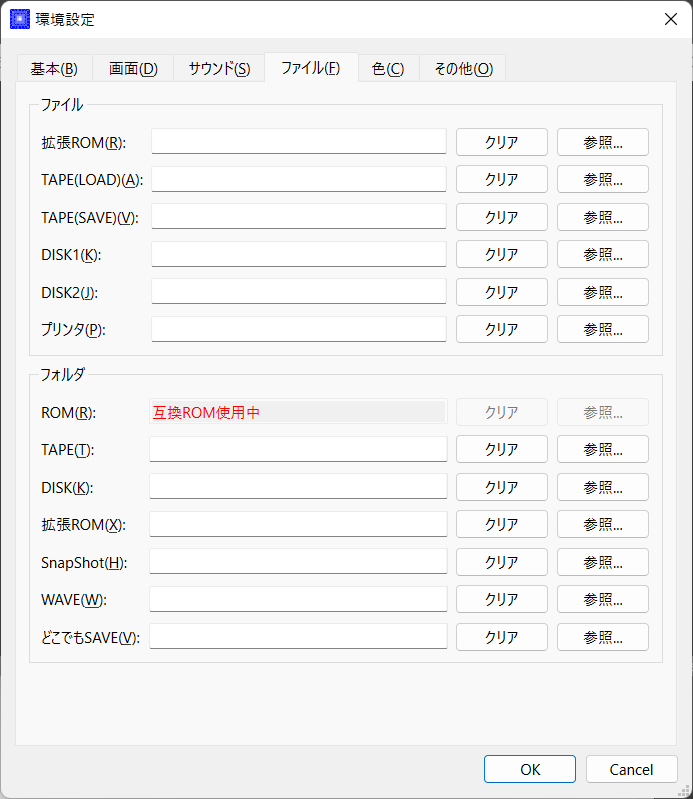 環境設定
基本(B) 画面(D) サウンド(S) ファイル(F) 色(C) その他(O)
ファイル
拡張ROM(R): クリア 参照...
TAPE(LOAD)(A): クリア 参照...
TAPE(SAVE)(V): クリア 参照...
DISK1(K): クリア 参照...
DISK2(J): クリア 参照...
プリンタ(P): クリア 参照...
フォルダ
ROM(R): 互換ROM使用中 クリア 参照...
TAPE(T): クリア 参照...
DISK(K): クリア 参照...
拡張ROM(X): クリア 参照...
SnapShot(H): クリア 参照...
WAVE(W): クリア 参照...
どこでもSAVE(V): クリア 参照...
OK Cancel